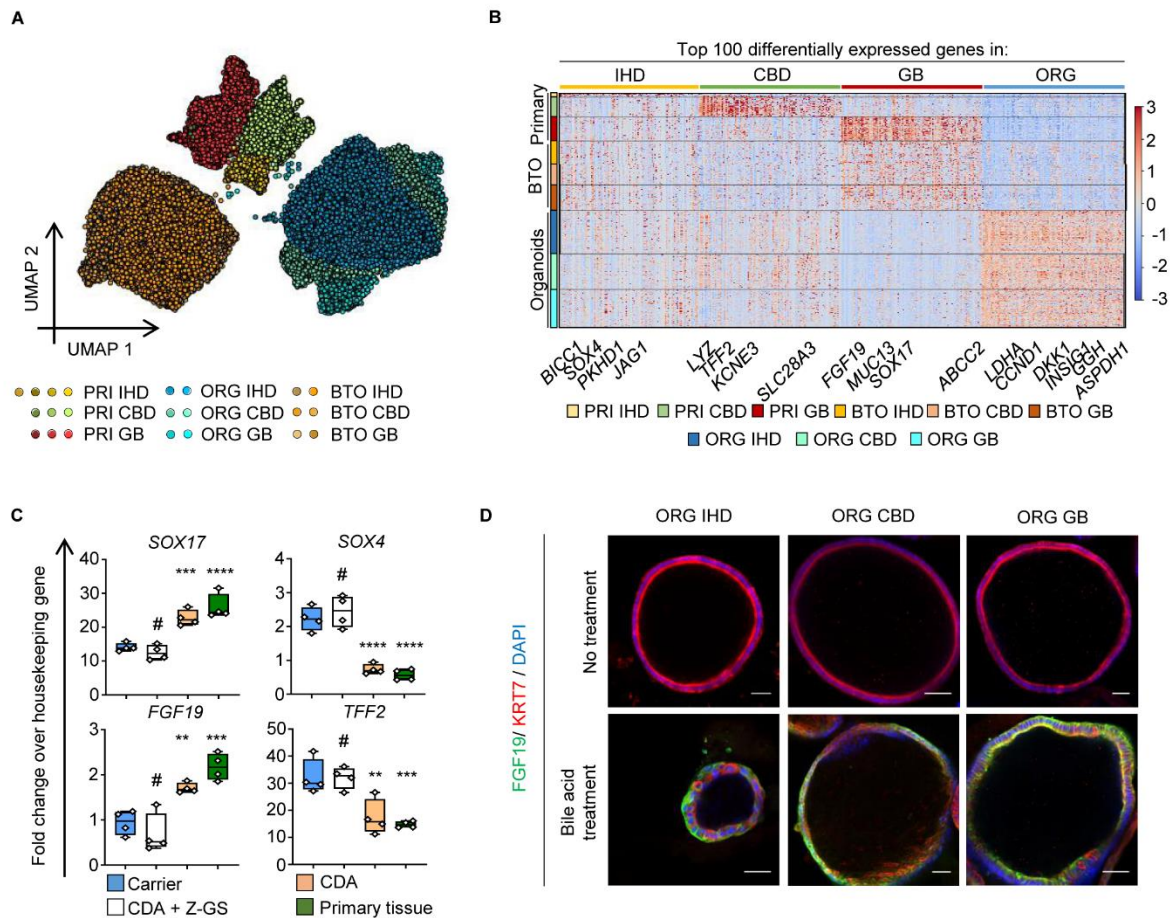 A
UMAP 2
UMAP 1
PRI IHD
ORG IHD
BTO IHD
PRI CBD
ORG CBD
BTO CBD
PRI GB
ORG GB
BTO GB
B
Top 100 differentially expressed genes in:
IHD CBD GB ORG
Primary
BTO
Organoids
3
2
1
0
-1
-2
-3
BICC1 SOX4 PKHD1 JAG1 LYZ TFF2 KCNE3 SLC28A3 FGF19 MUC13 SOX17 ABCC2 LDHA CCND1 DKK1 INSIG1 GGH ASPDH1
PRI IHD PRI CBD PRI GB BTO IHD BTO CBD BTO GB
ORG IHD ORG CBD ORG GB
C
Fold change over housekeeping gene
SOX17
40
30
20
10
0
# *** ****
SOX4
4
3
2
1
0
# **** ****
FGF19
3
2
1
0
# ** ***
TFF2
50
40
30
20
10
0
# ** ***
Carrier
CDA
CDA + Z-GS
Primary tissue
D
ORG IHD ORG CBD ORG GB
FGF19/ KRT7 / DAPI
No treatment
Bile acid
treatment